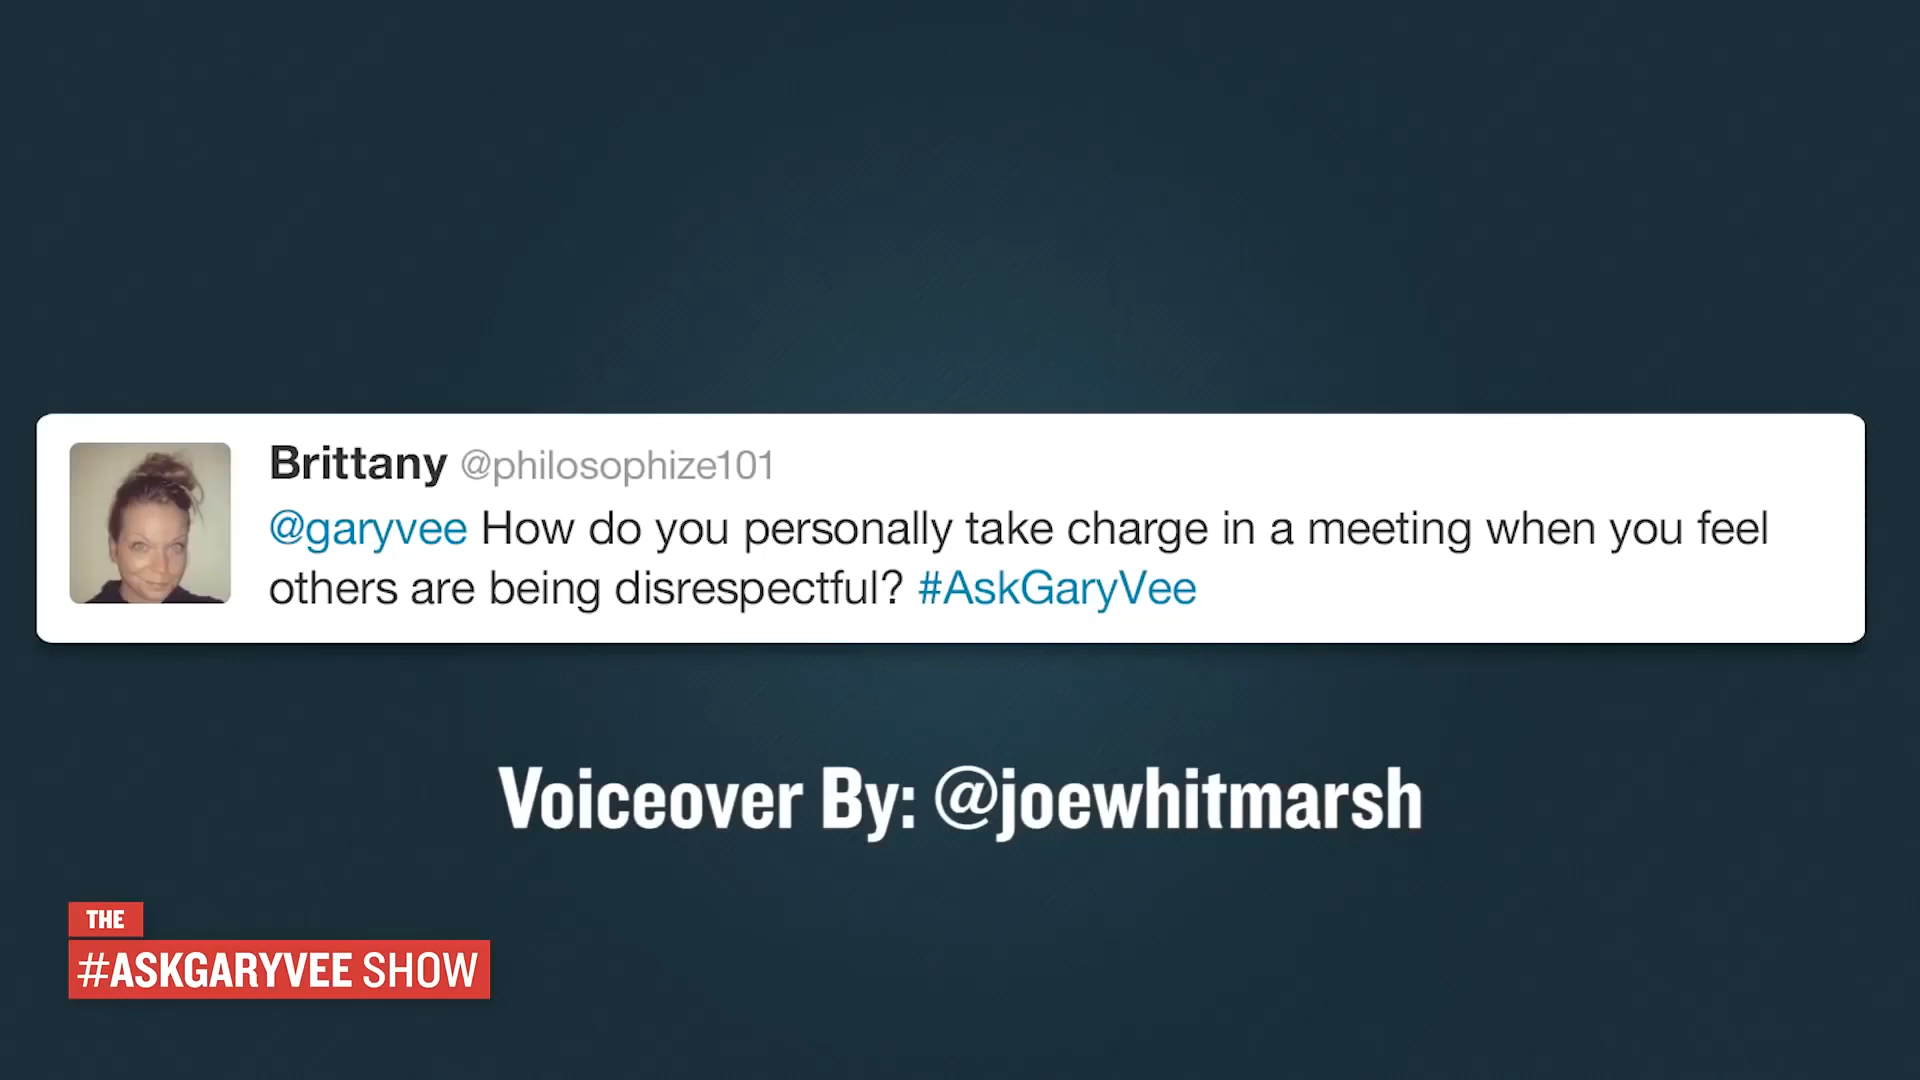 Brittany @philosophize101
@garyvee How do you personally take charge in a meeting when you feel
others are being disrespectful? #AskGaryVee
Voiceover By: @joewhitmarsh
THE
#ASKGARYVEE SHOW